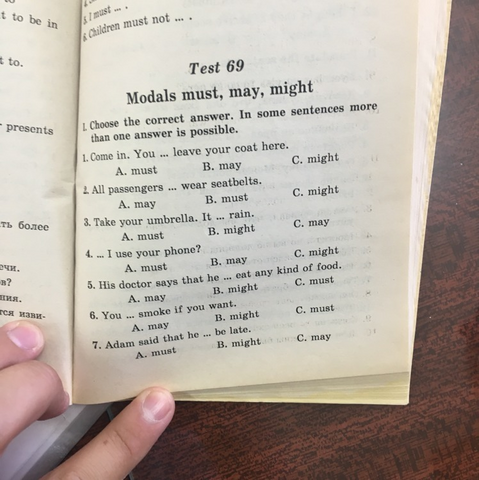 t to be in
t to.
presents
ть более
ечи.
в?
ния.
тся изви-
5. I must ... .
6. Children must not ... .
Test 69
Modals must, may, might
1. Choose the correct answer. In some sentences more
than one answer is possible.
1. Come in. You ... leave your coat here.
A. must B. may C. might
2. All passengers ... wear seatbelts.
A. may B. must C. might
3. Take your umbrella. It ... rain.
A. must B. might C. may
4. ... I use your phone?
A. must B. may C. might
5. His doctor says that he ... eat any kind of food.
A. may B. might C. must
6. You ... smoke if you want.
A. may B. might C. must
7. Adam said that he ... be late.
A. must B. might C. may